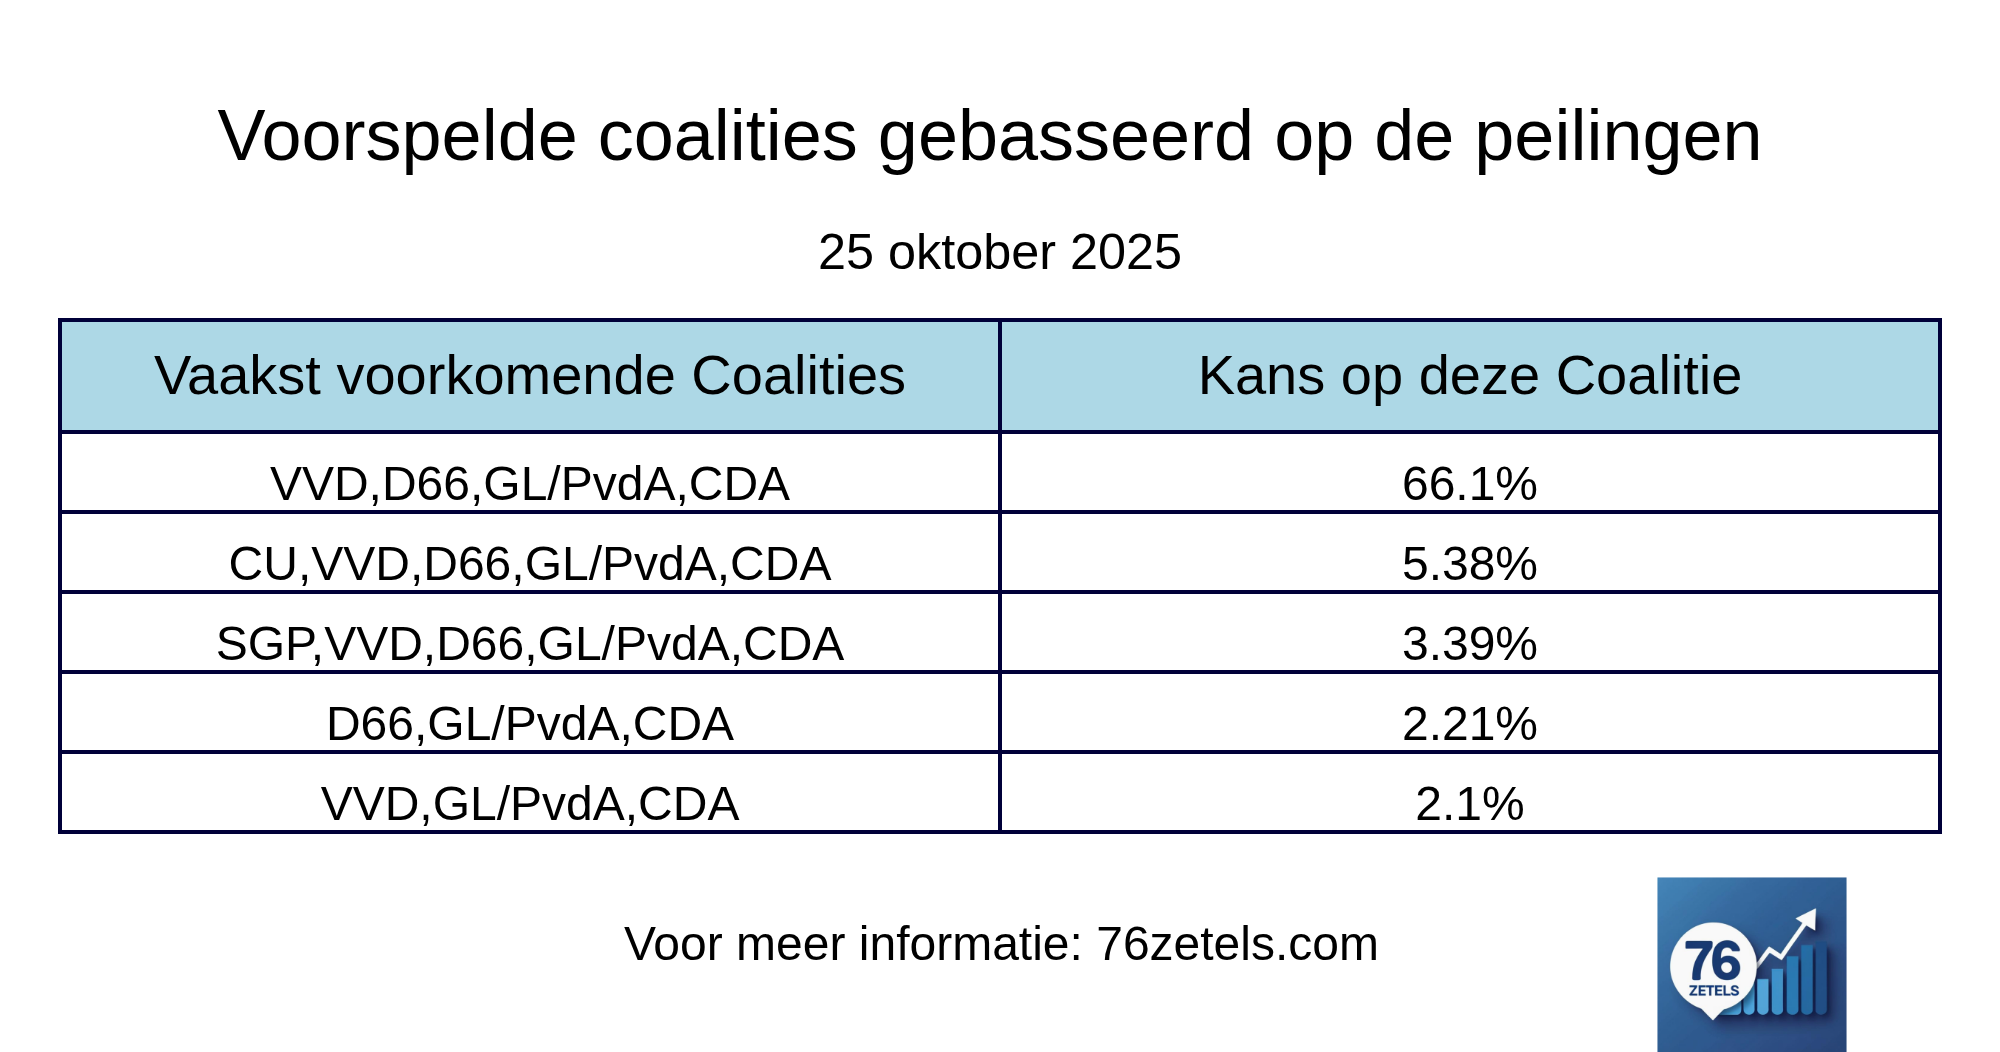 Voorspelde coalities gebasseerd op de peilingen
25 oktober 2025
Vaakst voorkomende Coalities Kans op deze Coalitie
VVD,D66,GL/PvdA,CDA 66.1%
CU,VVD,D66,GL/PvdA,CDA 5.38%
SGP,VVD,D66,GL/PvdA,CDA 3.39%
D66,GL/PvdA,CDA 2.21%
VVD,GL/PvdA,CDA 2.1%
Voor meer informatie: 76zetels.com
76
ZETELS